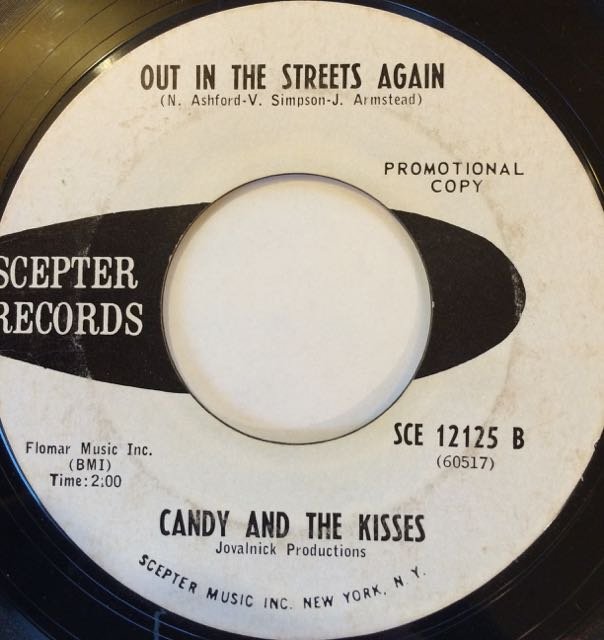 OUT IN THE STREETS AGAIN
(N. Ashford-V. Simpson-J. Armstead)
PROMOTIONAL
COPY
SCEPTER
RECORDS
Flomar Music Inc.
(BMI)
Time:2:00
SCE 12125 B
(60517)
CANDY AND THE KISSES
Jovalnick Productions
SCEPTER MUSIC INC. NEW YORK, N.Y.